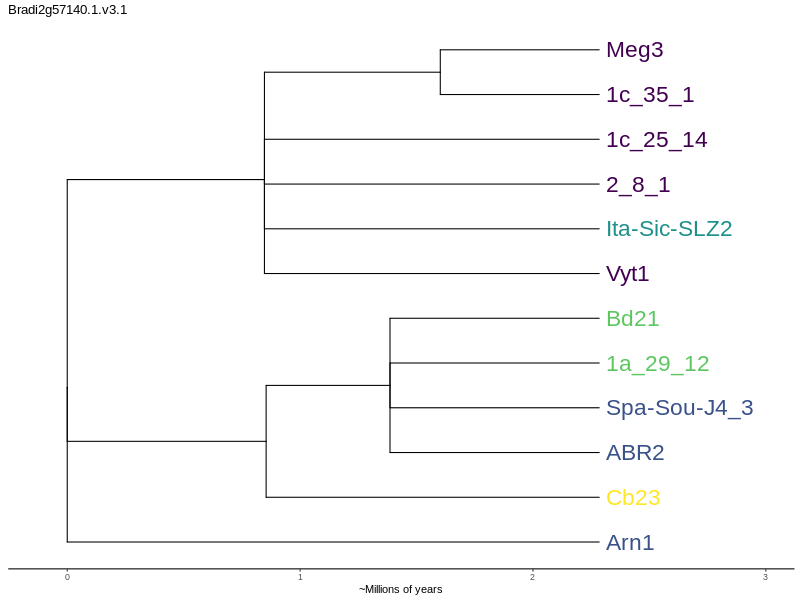 Bradi2g57140.1.v3.1
Meg3
1c_35_1
1c_25_14
2_8_1
Ita-Sic-SLZ2
Vyt1
Bd21
1a_29_12
Spa-Sou-J4_3
ABR2
Cb23
Arn1
0 1 2 3
~Millions of years